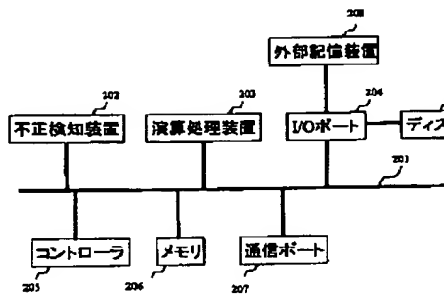 208
外部記信装置
202
203
204
不正検知装置
演算処理装置
I/Oポート
ディス
201
コントローラ
メモリ
通信ポート
205
206
207